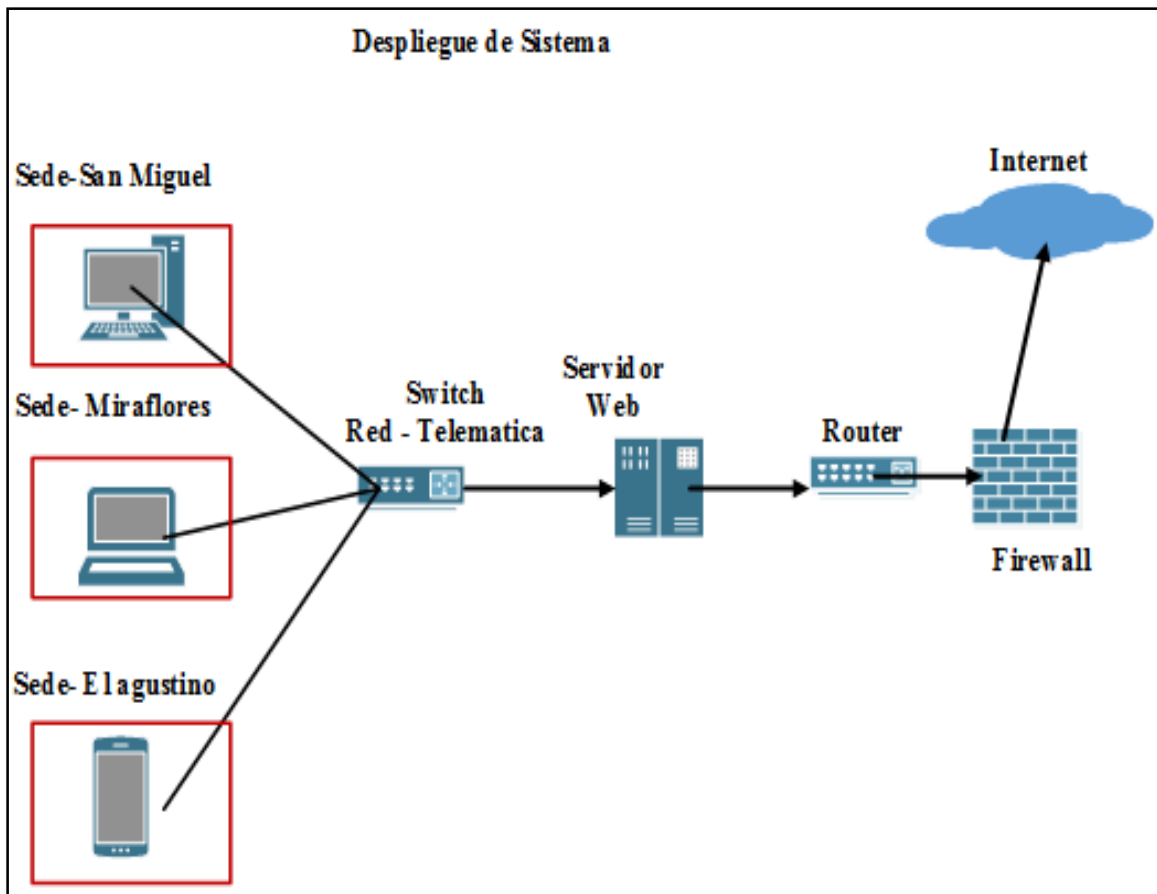 Despliegue de Sistema
Sede-San Miguel
Internet
Sede- Miraflores
Switch
Red - Telematica
Servidor
Web
Router
Firewall
Sede- El agustino